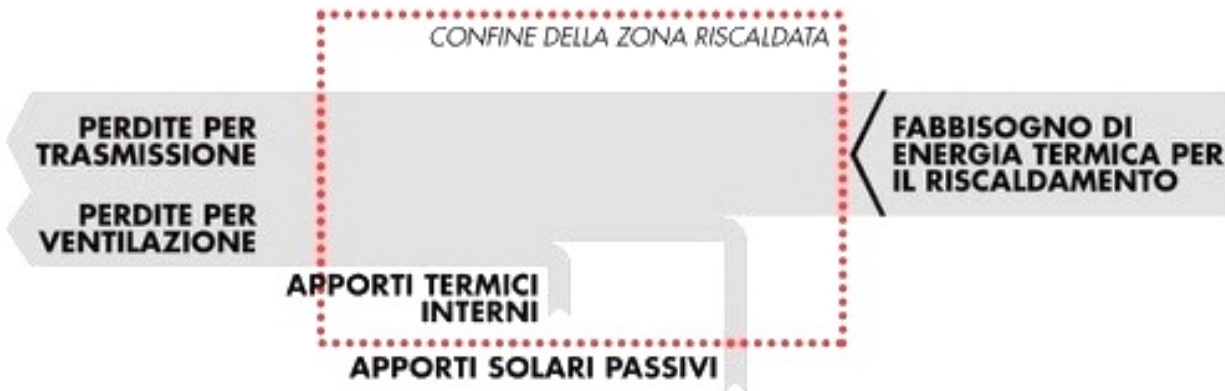 CONFINE DELLA ZONA RISCALDATA
PERDITE PER
TRASMISSIONE
FABBISOGNO DI
ENERGIA TERMICA PER
IL RISCALDAMENTO
PERDITE PER
VENTILAZIONE
APPORTI TERMICI
INTERNI
APPORTI SOLARI PASSIVI